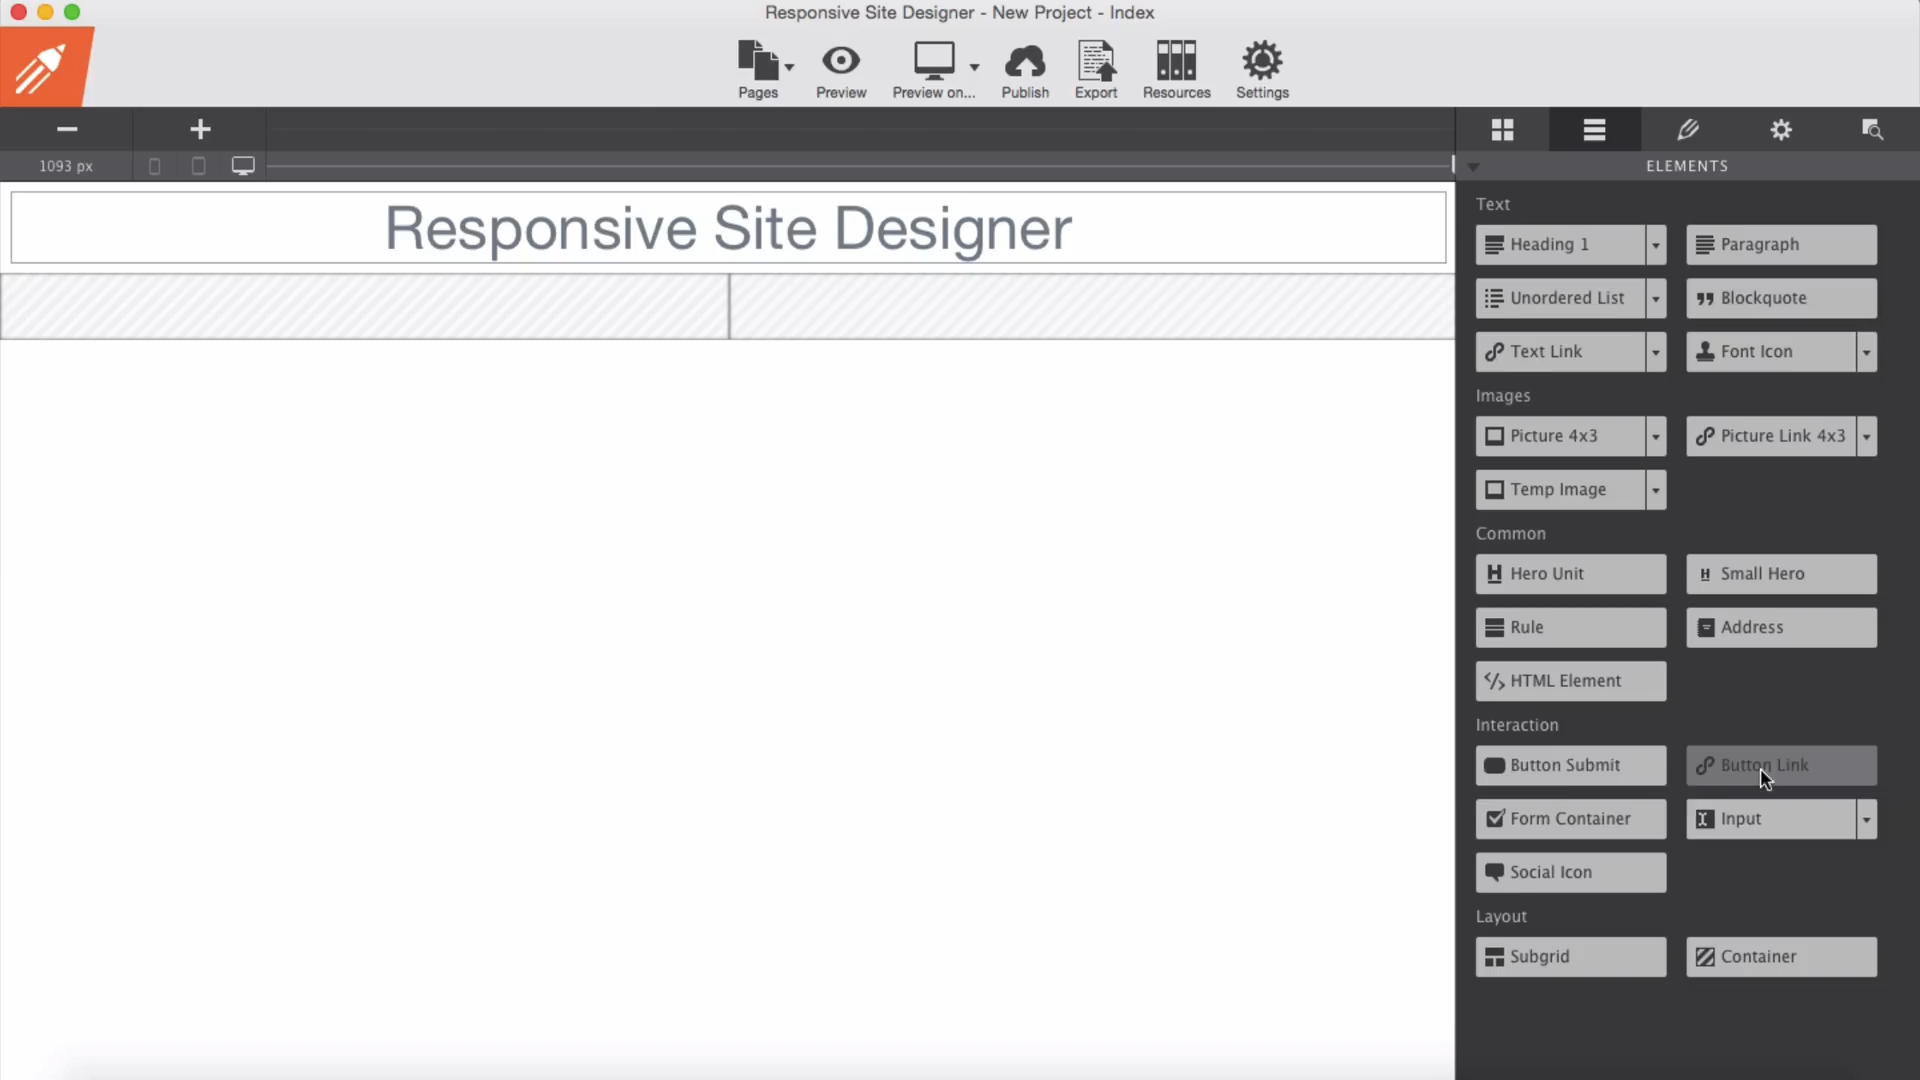 Responsive Site Designer - New Project - Index
Pages
Preview
Preview on...
Publish
Export
Resources
Settings
1093 px
ELEMENTS
Responsive Site Designer
Text
Heading 1
Paragraph
Unordered List
Blockquote
Text Link
Font Icon
Images
Picture 4x3
Picture Link 4x3
Temp Image
Common
H Hero Unit
H Small Hero
Rule
Address
HTML Element
Interaction
Button Submit
Button Link
Form Container
Input
Social Icon
Layout
Subgrid
Container